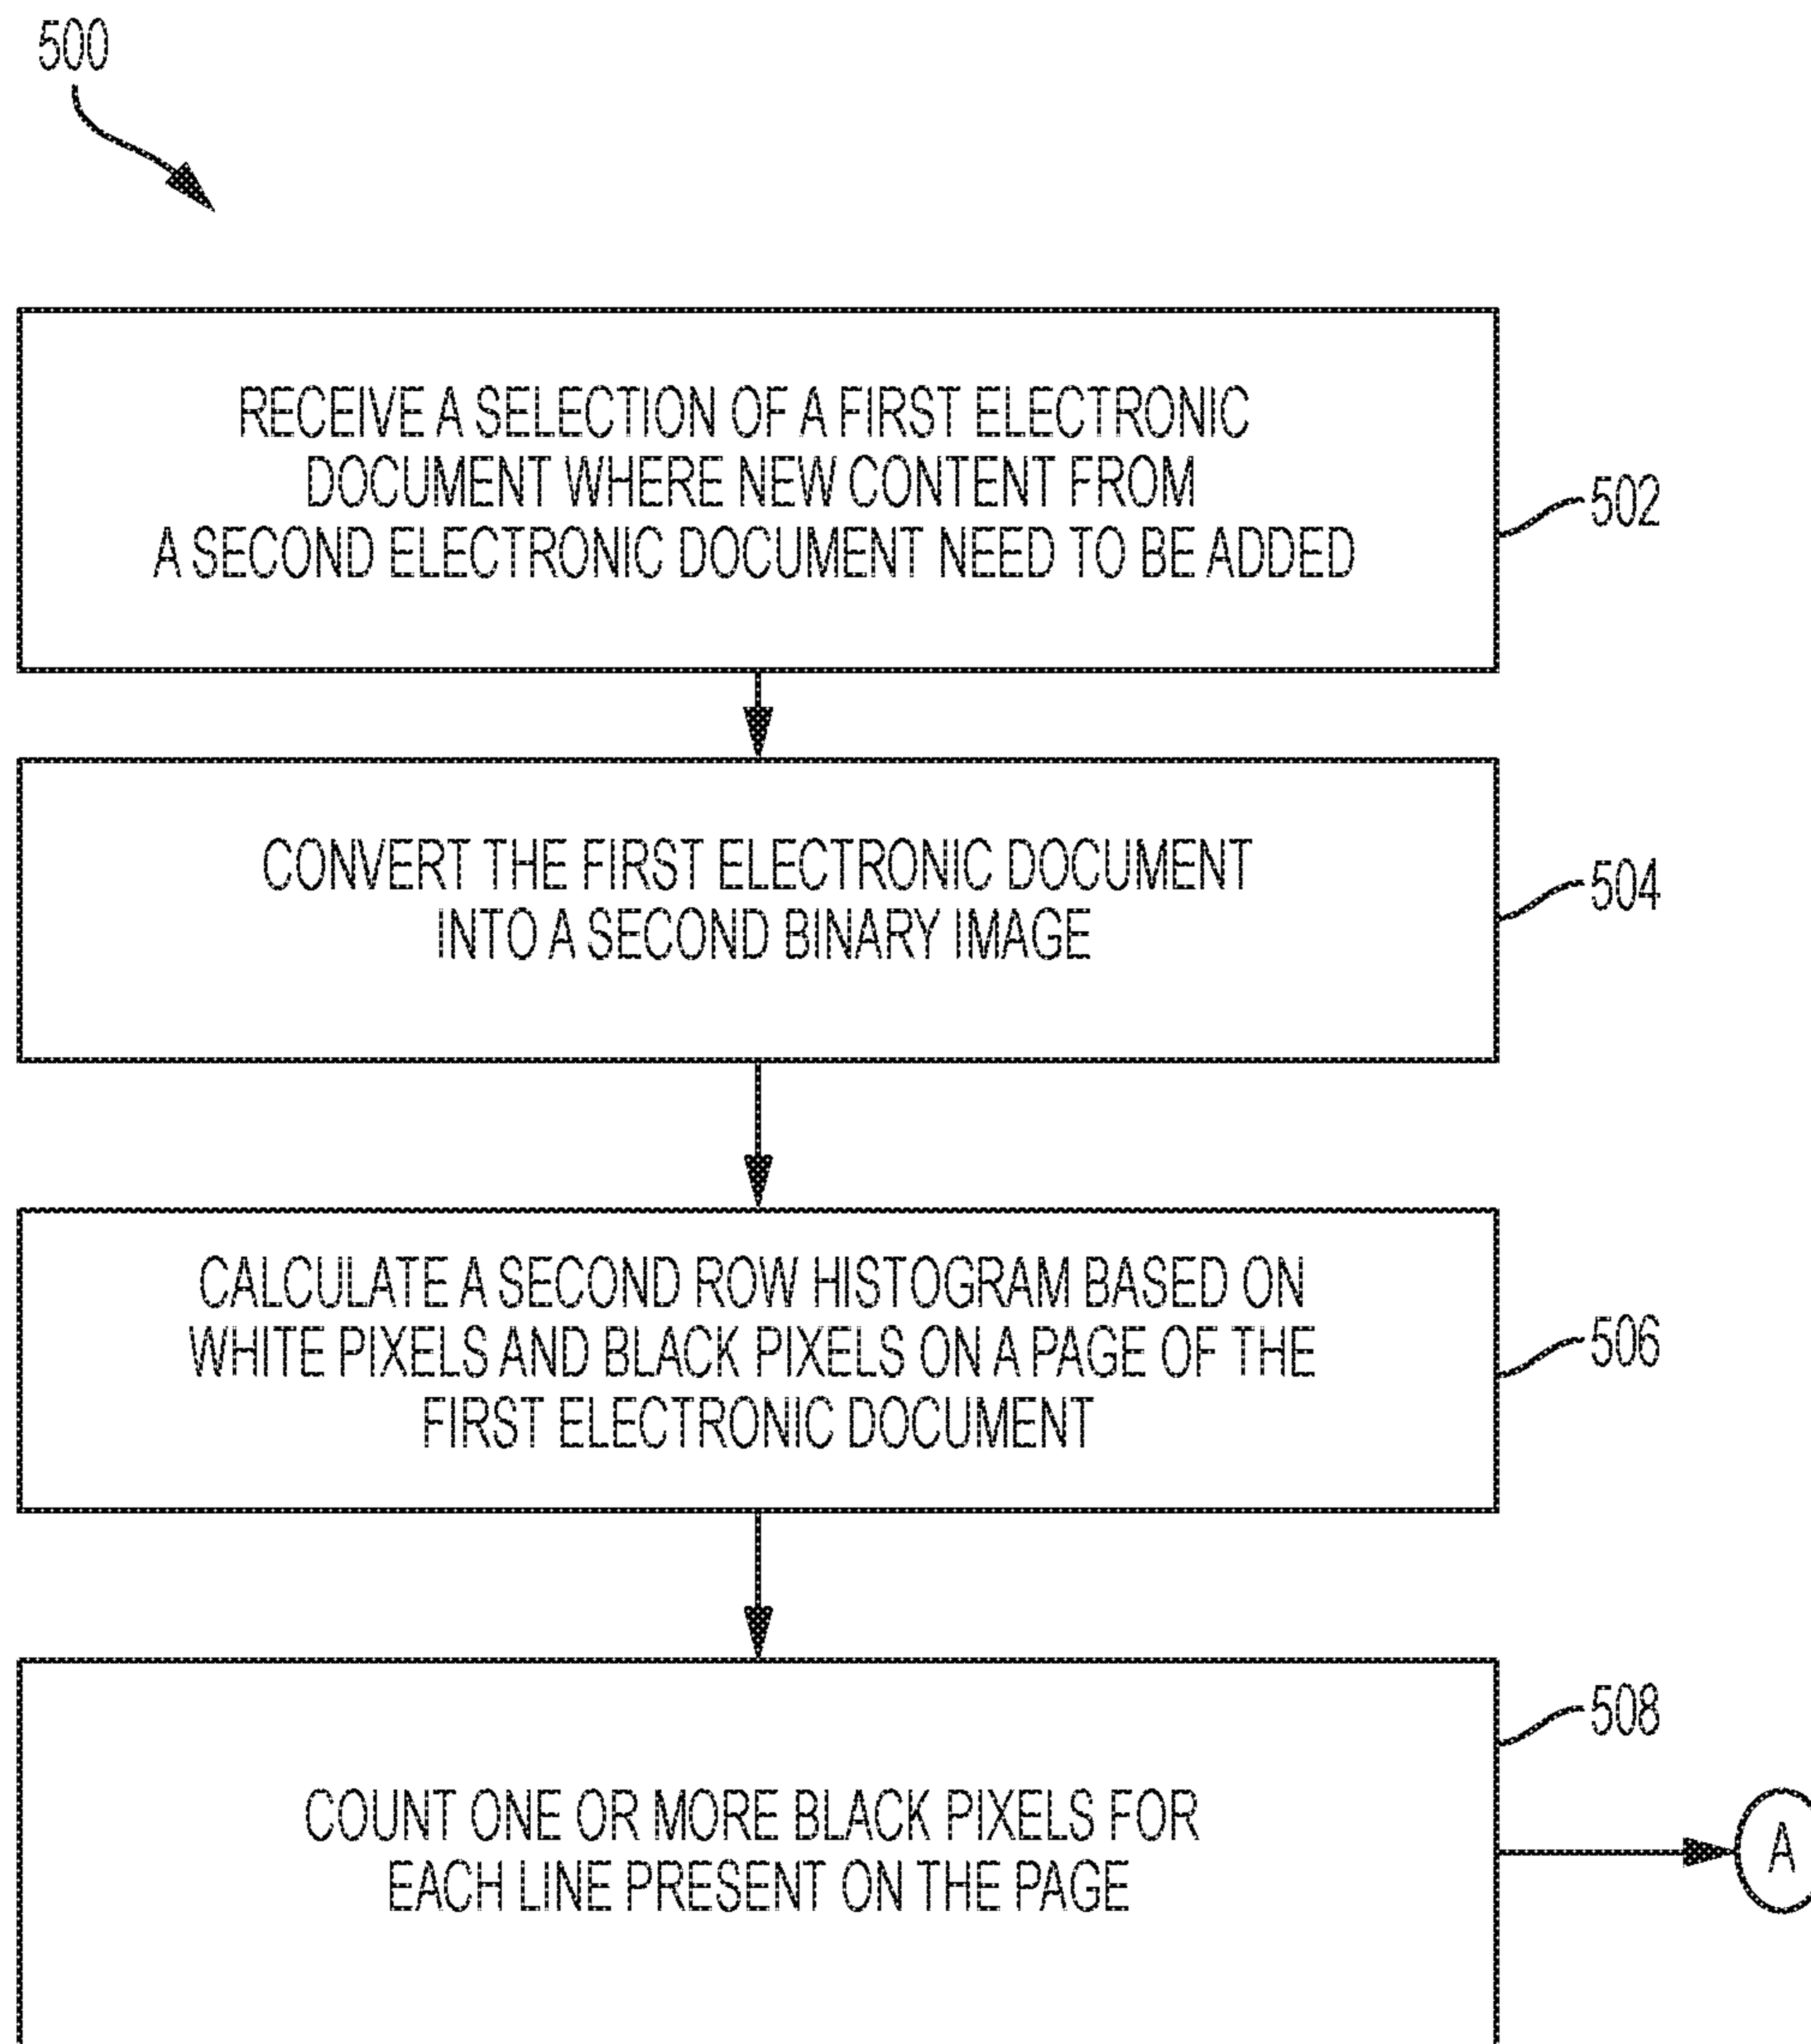 500
RECEIVE A SELECTION OF A FIRST ELECTRONIC
DOCUMENT WHERE NEW CONTENT FROM
A SECOND ELECTRONIC DOCUMENT NEED TO BE ADDED
502
CONVERT THE FIRST ELECTRONIC DOCUMENT
INTO A SECOND BINARY IMAGE
504
CALCULATE A SECOND ROW HISTOGRAM BASED ON
WHITE PIXELS AND BLACK PIXELS ON A PAGE OF THE
FIRST ELECTRONIC DOCUMENT
506
508
COUNT ONE OR MORE BLACK PIXELS FOR
EACH LINE PRESENT ON THE PAGE
A